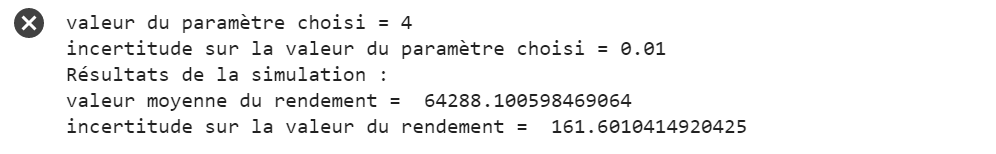 valeur du paramètre choisi = 4
incertitude sur la valeur du paramètre choisi = 0.01
Résultats de la simulation :
valeur moyenne du rendement =  64288.100598469064
incertitude sur la valeur du rendement =  161.6010414920425